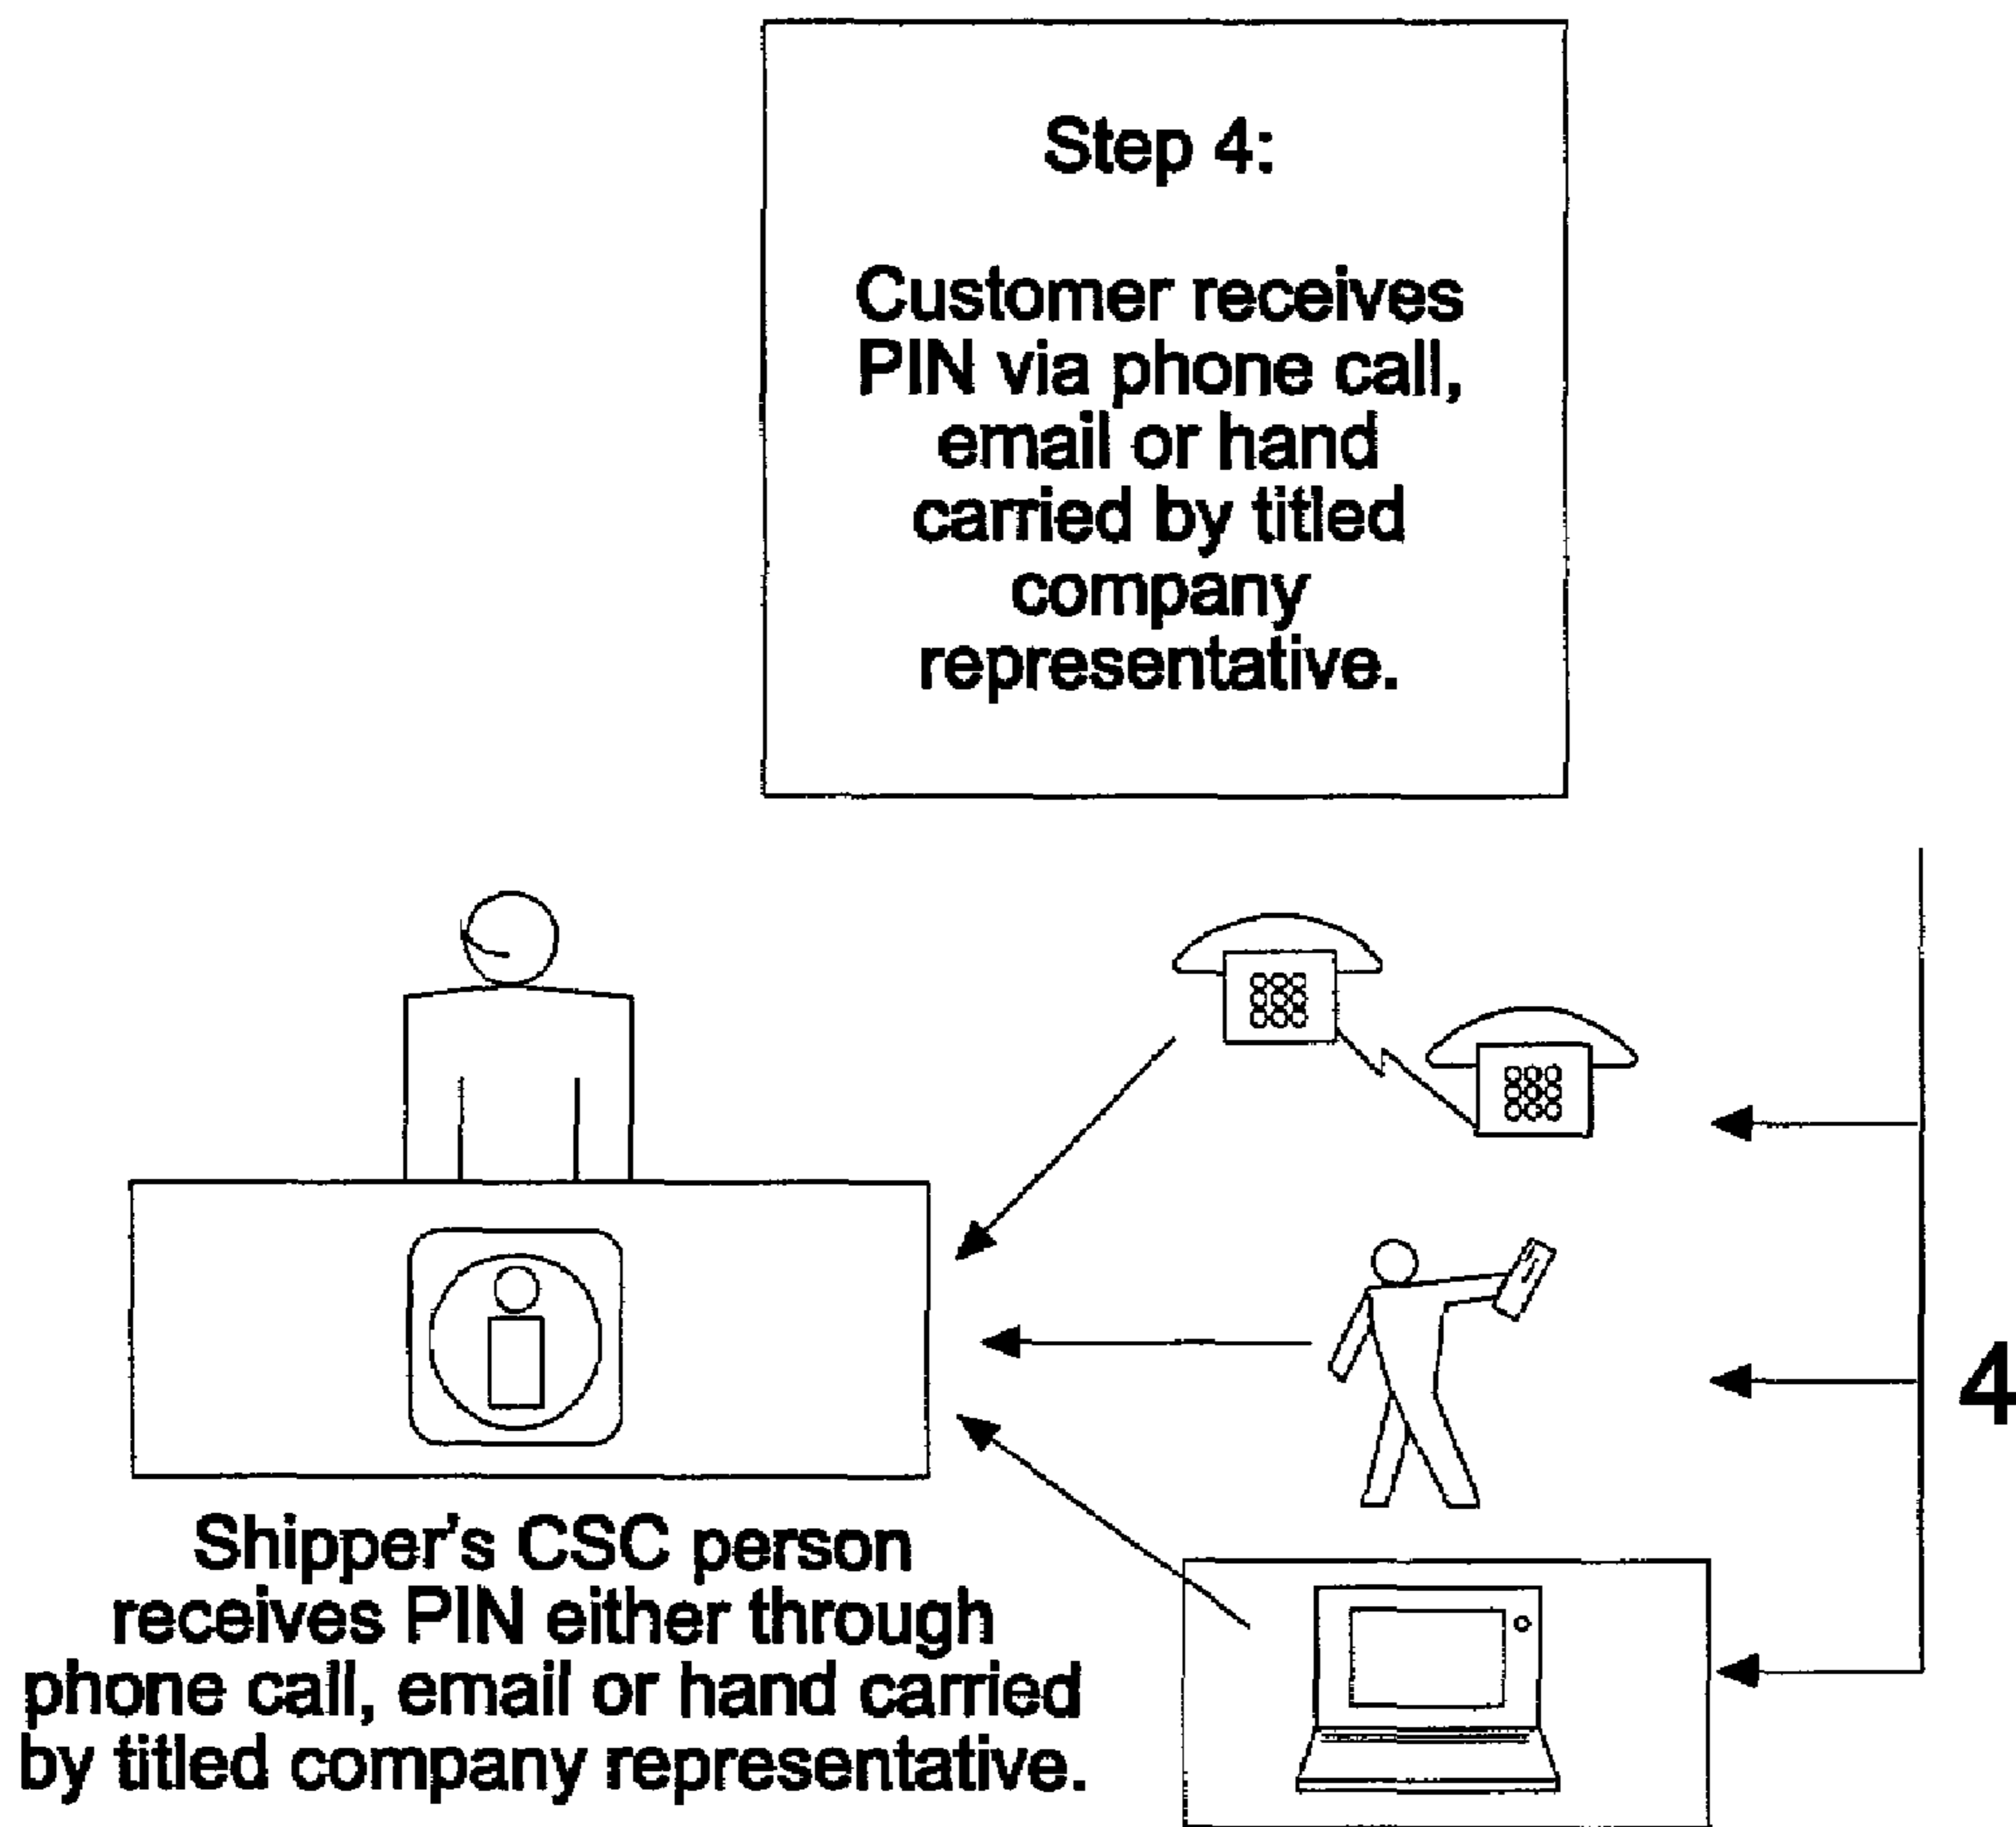 Step 4:
Customer receives
PIN via phone call,
email or hand
carried by titled
company
representative.
4
Shipper's CSC person
receives PIN either through
phone call, email or hand carried
by titled company representative.